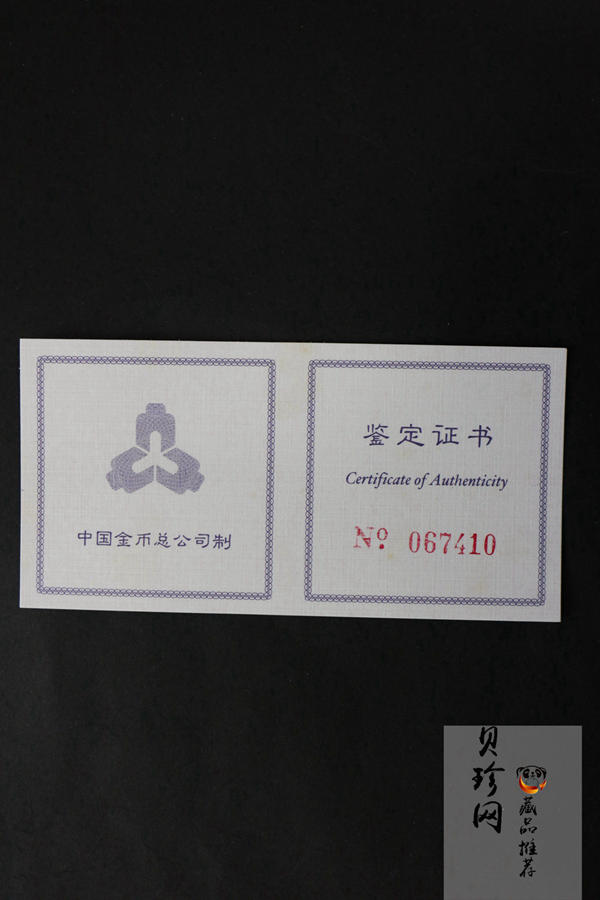 中国金币总公司制
鉴定证书
Certificate of Authenticity
Nº 067410
贝珍网
藏品推荐